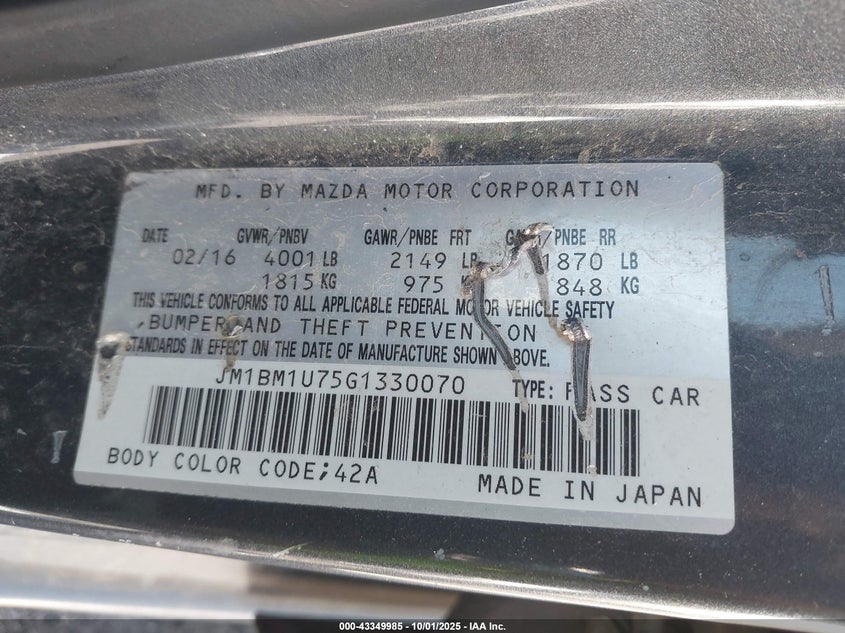 MFD. BY MAZDA MOTOR CORPORATION
DATE GVWR/PNBV GAWR/PNBE FRT GAWR/PNBE RR
02/16 4001 LB 2149 LB 1870 LB
1815 KG 975 848 KG
THIS VEHICLE CONFORMS TO ALL APPLICABLE FEDERAL MOTOR VEHICLE SAFETY
,BUMPER AND THEFT PREVENTION
STANDARDS IN EFFECT ON THE DATE OF MANUFACTURE SHOWN ABOVE.
JM1BM1U75G1330070 TYPE: PASS CAR
BODY COLOR CODE;42A MADE IN JAPAN
000-43349985 - 10/01/2025 - IAA Inc.